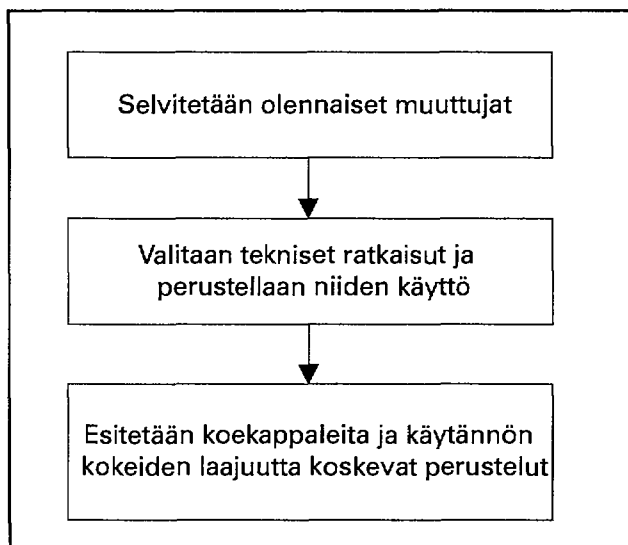 Selvitetään olennaiset muuttujat
Valitaan tekniset ratkaisut ja
perustellaan niiden käyttö
Esitetään koekappaleita ja käytännön
kokeiden laajuutta koskevat perustelut